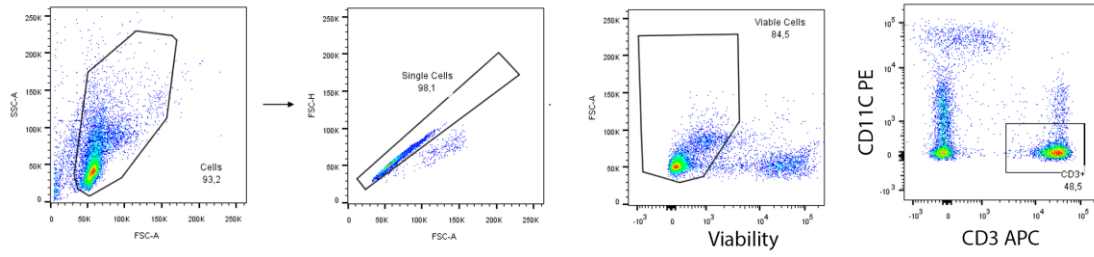 250K
200K
150K
100K
50K
0
SSC-A
Cells
93,2
0
50K
100K
150K
200K
250K
FSC-A
250K
200K
150K
100K
50K
0
FSC-H
Single Cells
98,1
0
50K
100K
150K
200K
250K
FSC-A
250K
200K
150K
100K
50K
0
FSC-A
Viable Cells
84,5
-10³
0
10³
10⁴
10⁵
Viability
10⁵
10⁴
10³
0
-10³
CD11C PE
CD3+
48,5
-10³
0
10³
10⁴
10⁵
CD3 APC